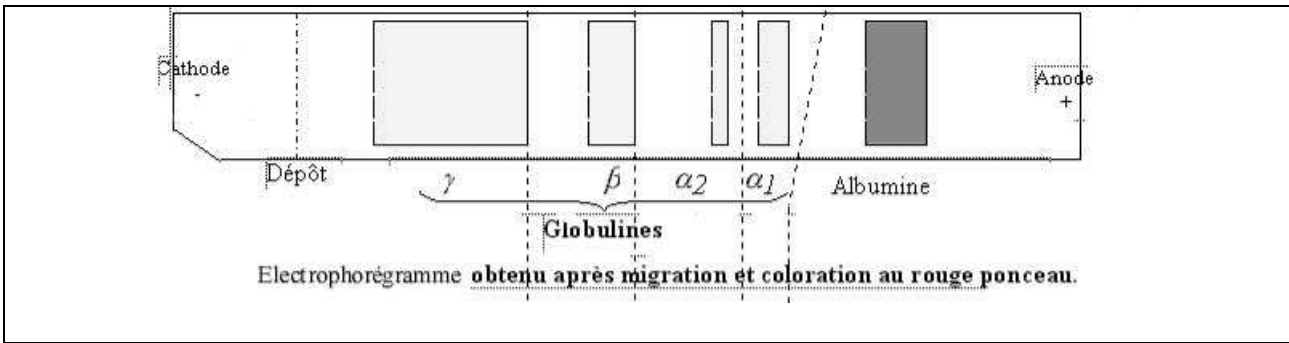 Cathode
-
Anode
+
Dépôt
γ β α2 α1 Albumine
Globulines
Electrophorégramme obtenu après migration et coloration au rouge ponceau.